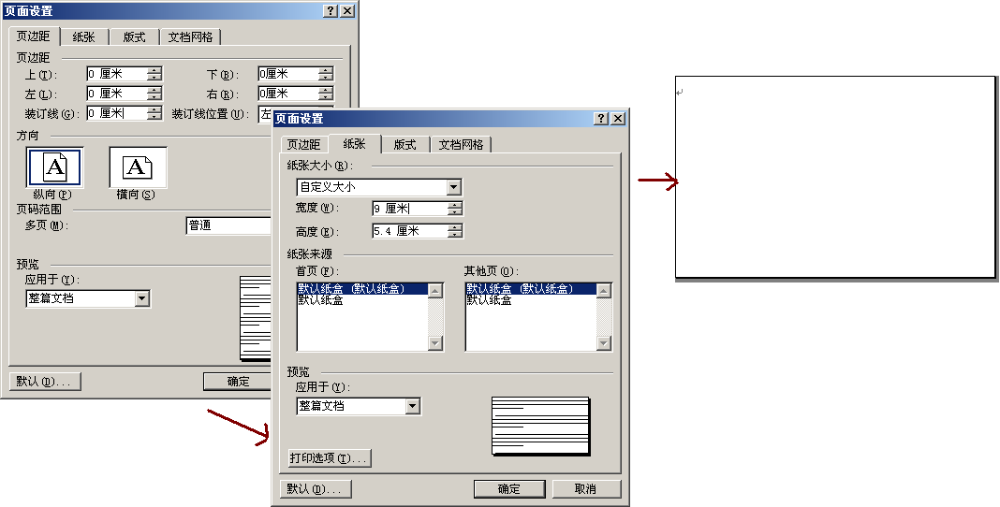 页面设置
页边距 纸张 版式 文档网格
页边距
上(T): 0 厘米 下(B): 0厘米
左(L): 0 厘米 右(R): 0厘米
装订线(G): 0 厘米 装订线位置(U): 左
方向
A A
纵向(P) 横向(S)
页码范围
多页(M): 普通
预览
应用于(Y):
整篇文档
默认(D)... 确定
页面设置
页边距 纸张 版式 文档网格
纸张大小(R):
自定义大小
宽度(W): 9 厘米
高度(E): 5.4 厘米
纸张来源
首页(F): 其他页(O):
默认纸盒 (默认纸盒) 默认纸盒 (默认纸盒)
默认纸盒 默认纸盒
预览
应用于(Y):
整篇文档
打印选项(T)...
默认(D)... 确定 取消